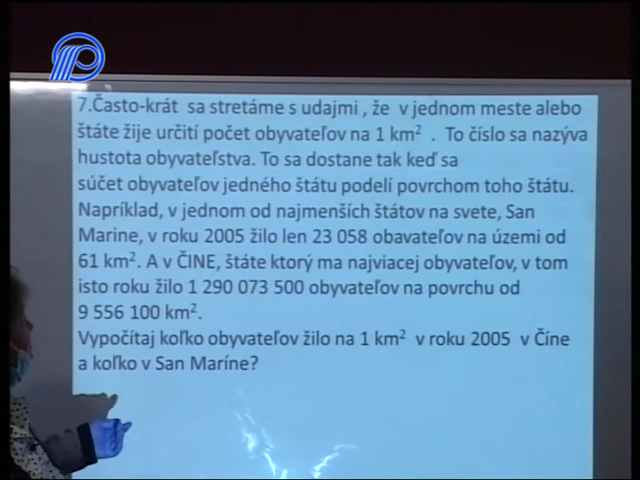 7.Často-krát sa stretáme s udajmi , že v jednom meste alebo
štáte žije určití počet obyvateľov na 1 km² . To číslo sa nazýva
hustota obyvateľstva. To sa dostane tak keď sa
súčet obyvateľov jedného štátu podelí povrchom toho štátu.
Napríklad, v jednom od najmenších štátov na svete, San
Marine, v roku 2005 žilo len 23 058 obavateľov na územi od
61 km². A v ČINE, štáte ktorý ma najviacej obyvateľov, v tom
isto roku žilo 1 290 073 500 obyvateľov na povrchu od
9 556 100 km².
Vypočítaj koľko obyvateľov žilo na 1 km² v roku 2005 v Číne
a koľko v San Maríne?